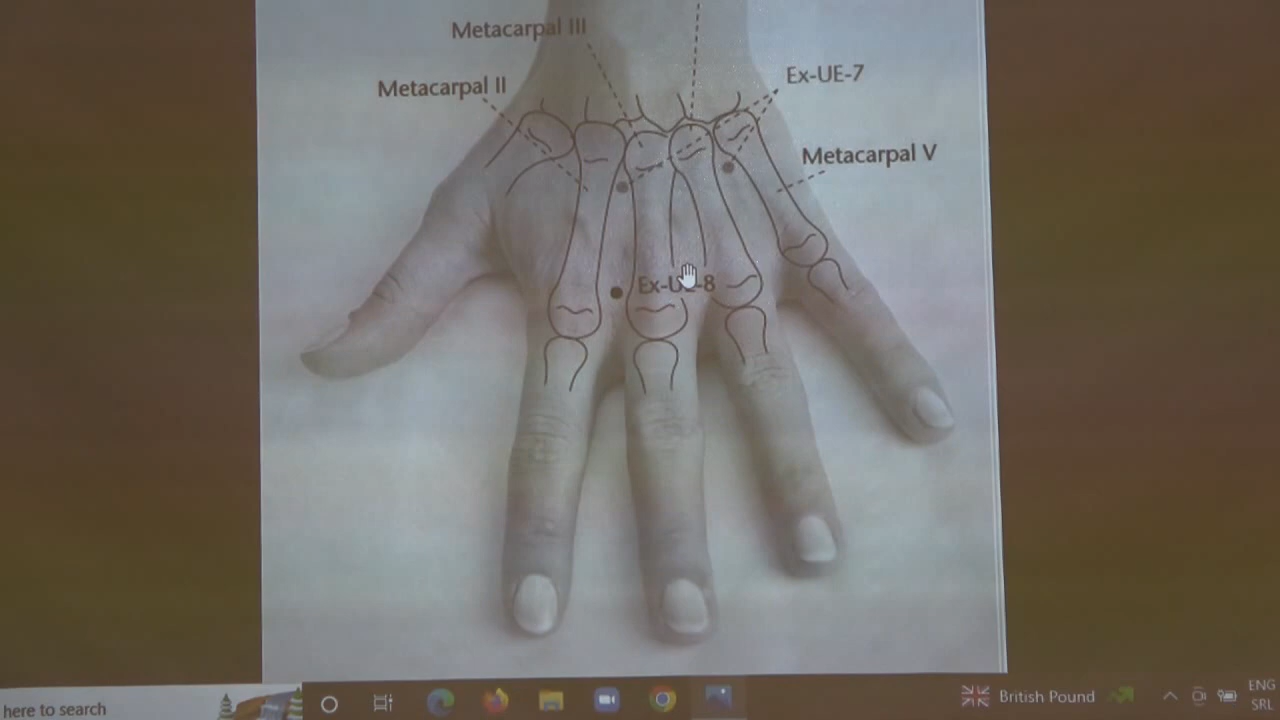 Metacarpal III
Metacarpal II
Ex-UE-7
Metacarpal V
Ex-UE-8
here to search
British Pound
ENG
SRL